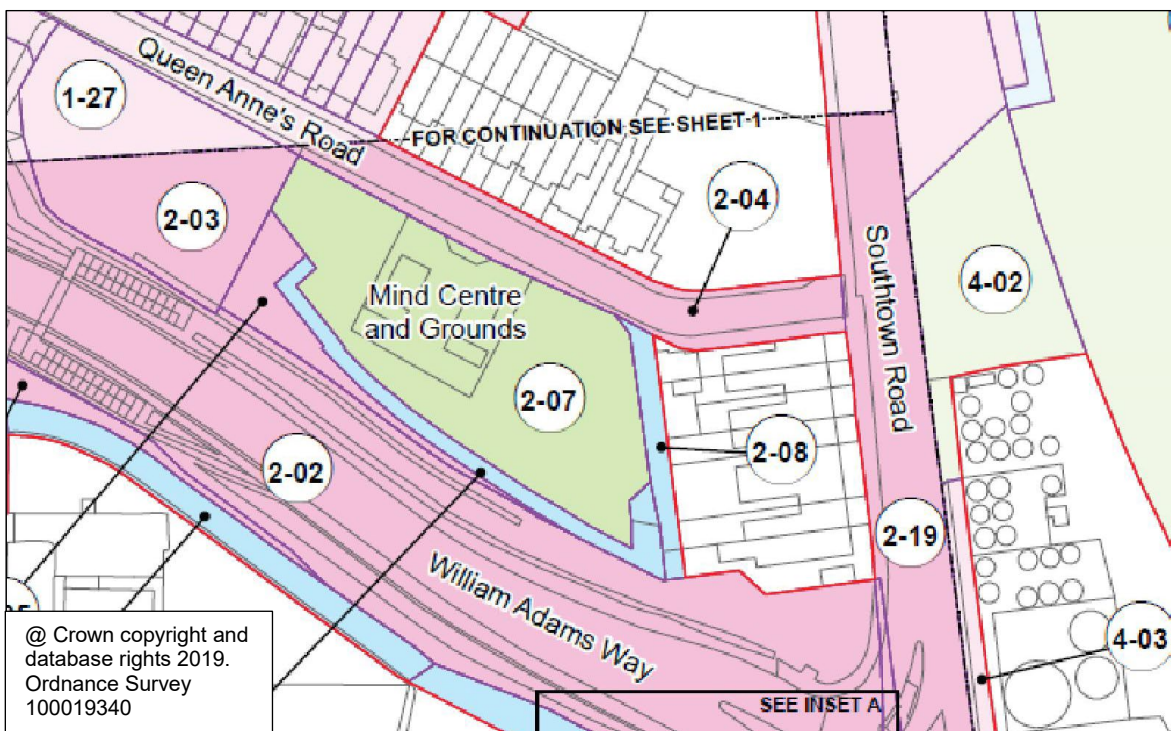 Queen Anne's Road
1-27
FOR CONTINUATION SEE SHEET 1
2-03
2-04
Southtown Road
4-02
Mind Centre
and Grounds
2-07
2-08
2-02
2-19
William Adams Way
4-03
SEE INSET A
@ Crown copyright and
database rights 2019.
Ordnance Survey
100019340